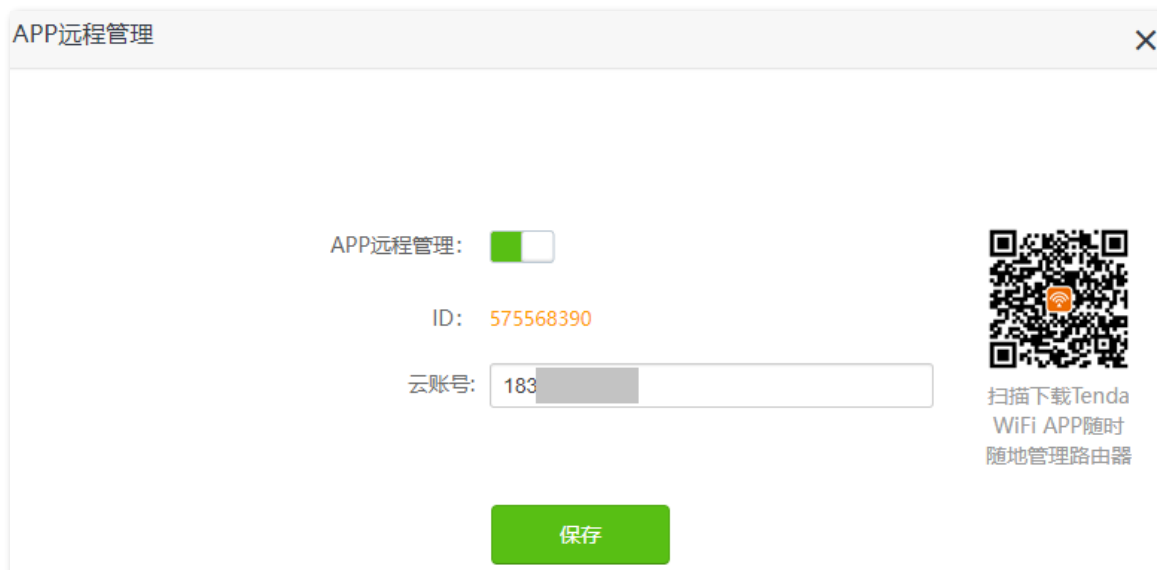 APP远程管理
APP远程管理：
ID： 575568390
云账号: 183
扫描下载Tenda
WiFi APP随时
随地管理路由器
保存